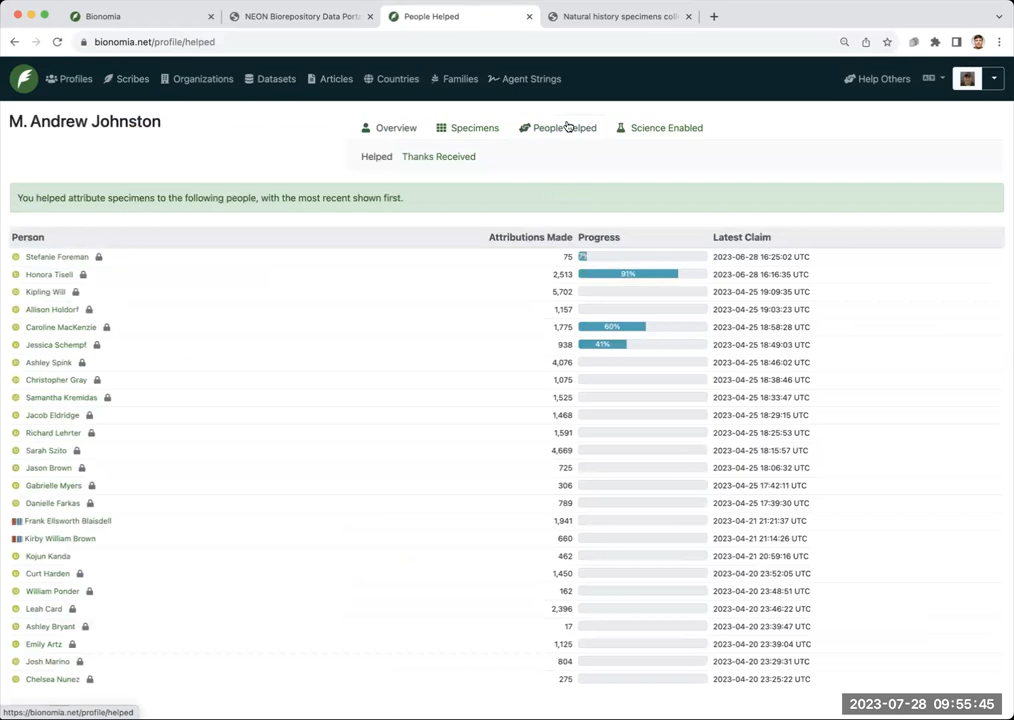 Bionomia
NEON Biorepository Data Port
People Helped
Natural history specimens coll
bionomia.net/profile/helped
Profiles
Scribes
Organizations
Datasets
Articles
Countries
Families
Agent Strings
Help Others
M. Andrew Johnston
Overview
Specimens
People Helped
Science Enabled
Helped
Thanks Received
You helped attribute specimens to the following people, with the most recent shown first.
Person Attributions Made Progress Latest Claim
Stefanie Foreman 75 2023-06-28 16:25:02 UTC
Honora Tisell 2,513 91% 2023-06-28 16:16:35 UTC
Kipling Will 5,702 2023-04-25 19:09:35 UTC
Allison Holdorf 1,157 2023-04-25 19:03:23 UTC
Caroline MacKenzie 1,775 60% 2023-04-25 18:58:28 UTC
Jessica Schempf 938 41% 2023-04-25 18:49:03 UTC
Ashley Spink 4,076 2023-04-25 18:46:02 UTC
Christopher Gray 1,075 2023-04-25 18:38:46 UTC
Samantha Kremidas 1,525 2023-04-25 18:33:47 UTC
Jacob Eldridge 1,468 2023-04-25 18:29:15 UTC
Richard Lehrter 1,591 2023-04-25 18:25:53 UTC
Sarah Szito 4,669 2023-04-25 18:15:57 UTC
Jason Brown 725 2023-04-25 18:06:32 UTC
Gabrielle Myers 306 2023-04-25 17:42:11 UTC
Danielle Farkas 789 2023-04-25 17:39:30 UTC
Frank Ellsworth Blaisdell 1,941 2023-04-21 21:21:37 UTC
Kirby William Brown 660 2023-04-21 21:14:26 UTC
Kojun Kanda 462 2023-04-21 20:59:16 UTC
Curt Harden 1,450 2023-04-20 23:52:05 UTC
William Ponder 162 2023-04-20 23:48:51 UTC
Leah Card 2,396 2023-04-20 23:46:22 UTC
Ashley Bryant 17 2023-04-20 23:39:47 UTC
Emily Artz 1,125 2023-04-20 23:39:04 UTC
Josh Marino 804 2023-04-20 23:29:31 UTC
Chelsea Nunez 275 2023-04-20 23:25:22 UTC
https://bionomia.net/profile/helped
2023-07-28 09:55:45